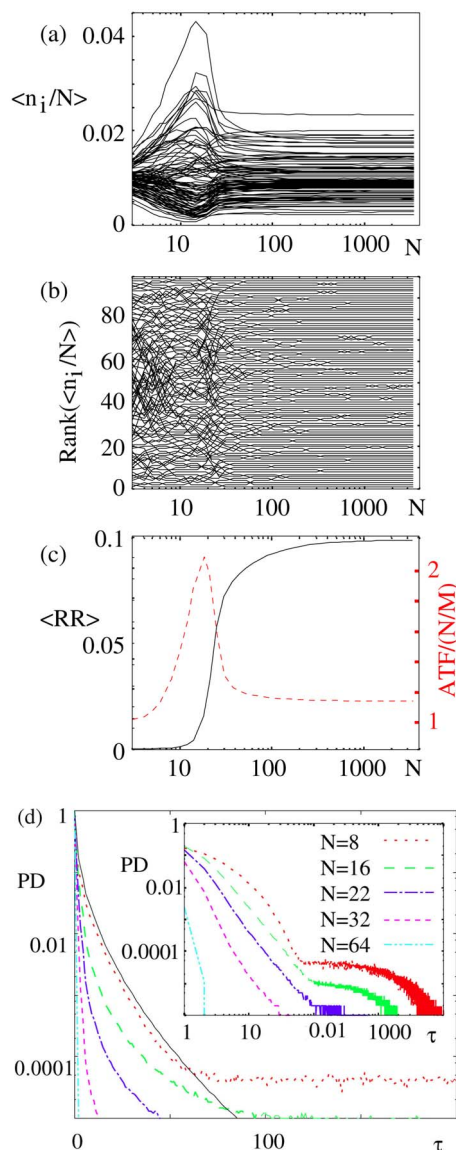 (a)
0.04
<n_i/N>
0.02
0
10 100 1000 N
(b)
80
60
40
20
0
Rank(<n_i/N>)
10 100 1000 N
(c)
0.1
<RR>
0.05
0
2
1
ATF/(N/M)
10 100 1000 N
(d)
1
PD
0.01
0.0001
0 100 τ
1
PD
0.01
0.0001
1 10 0.01 1000 τ
N=8
N=16
N=22
N=32
N=64